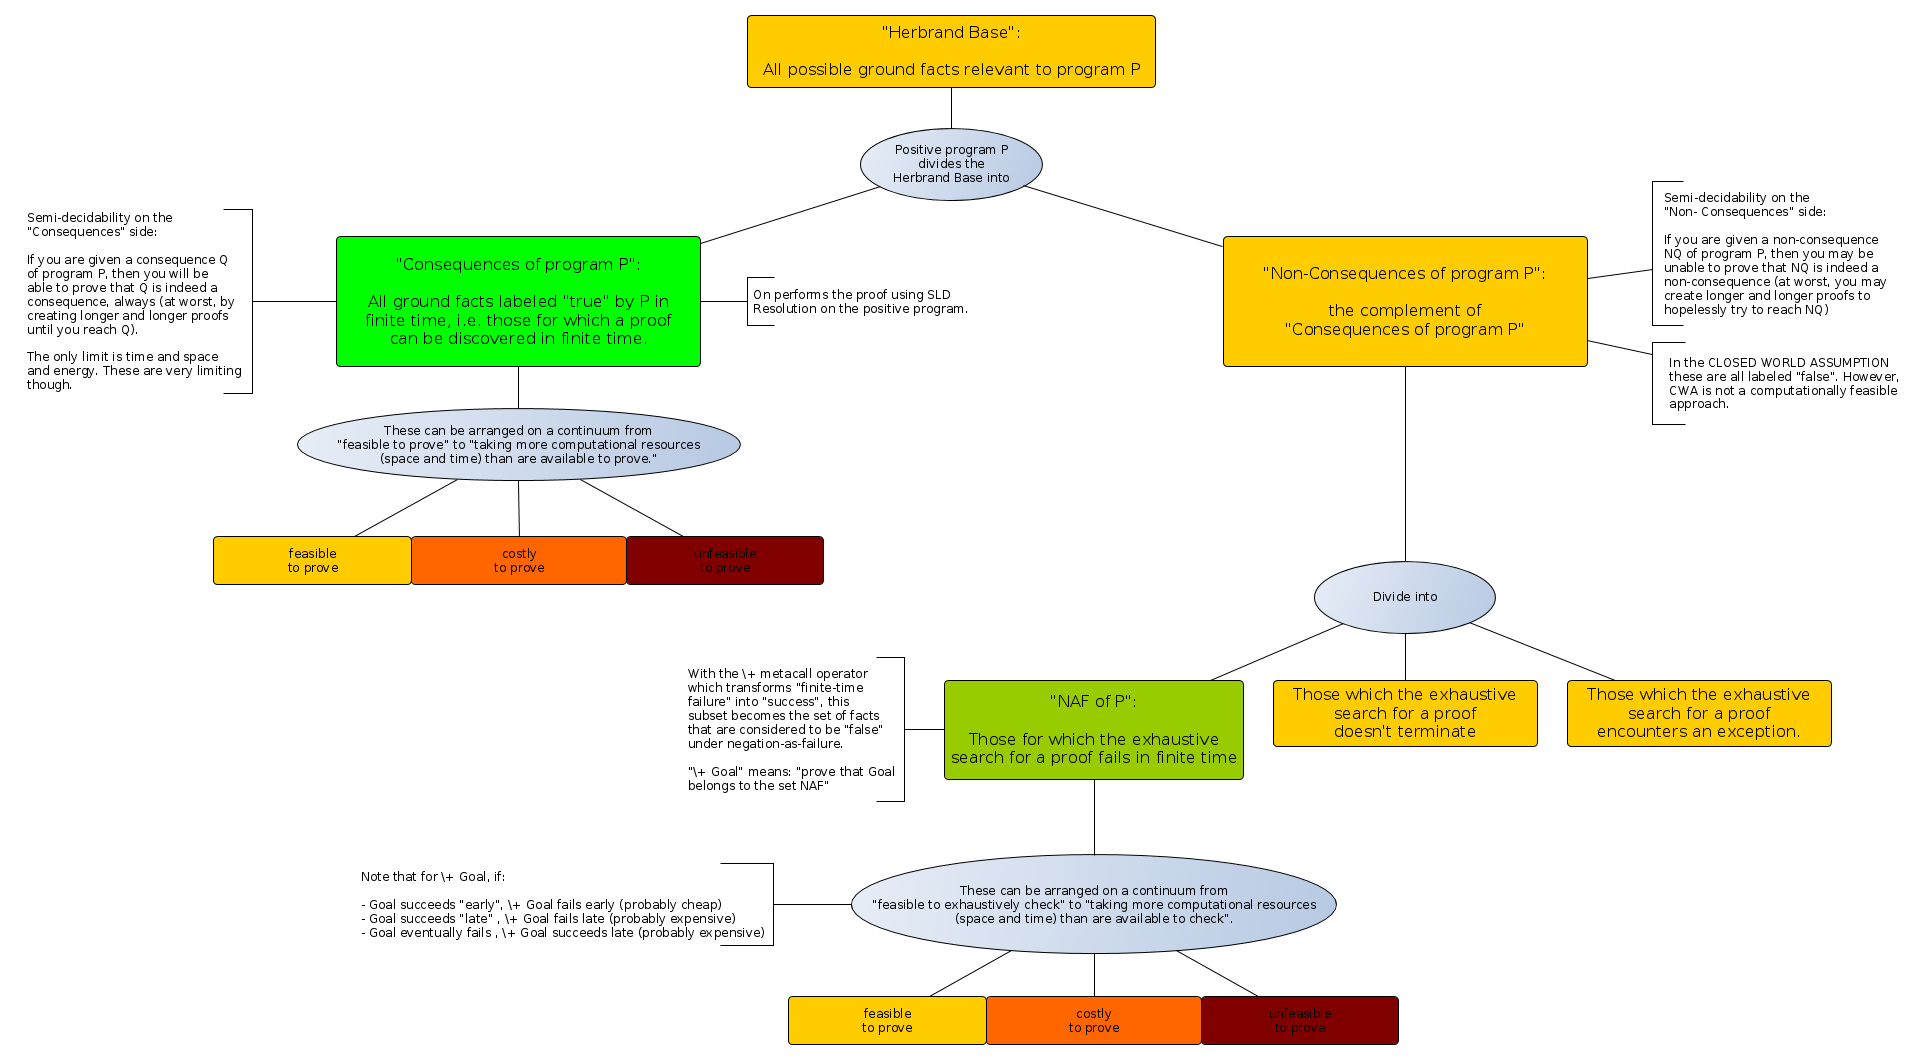 "Herbrand Base":
All possible ground facts relevant to program P
Positive program P
divides the
Herbrand Base into
Semi-decidability on the
"Consequences" side:
If you are given a consequence Q
of program P, then you will be
able to prove that Q is indeed a
consequence, always (at worst, by
creating longer and longer proofs
until you reach Q).
The only limit is time and space
and energy. These are very limiting
though.
"Consequences of program P":
All ground facts labeled "true" by P in
finite time, i.e. those for which a proof
can be discovered in finite time.
On performs the proof using SLD
Resolution on the positive program.
"Non-Consequences of program P":
the complement of
"Consequences of program P"
Semi-decidability on the
"Non- Consequences" side:
If you are given a non-consequence
NQ of program P, then you may be
unable to prove that NQ is indeed a
non-consequence (at worst, you may
create longer and longer proofs to
hopelessly try to reach NQ)
In the CLOSED WORLD ASSUMPTION
these are all labeled "false". However,
CWA is not a computationally feasible
approach.
These can be arranged on a continuum from
"feasible to prove" to "taking more computational resources
(space and time) than are available to prove."
feasible
to prove
costly
to prove
unfeasible
to prove
Divide into
With the \+ metacall operator
which transforms "finite-time
failure" into "success", this
subset becomes the set of facts
that are considered to be "false"
under negation-as-failure.
"\+ Goal" means: "prove that Goal
belongs to the set NAF"
"NAF of P":
Those for which the exhaustive
search for a proof fails in finite time
Those which the exhaustive
search for a proof
doesn't terminate
Those which the exhaustive
search for a proof
encounters an exception.
Note that for \+ Goal, if:
- Goal succeeds "early", \+ Goal fails early (probably cheap)
- Goal succeeds "late" , \+ Goal fails late (probably expensive)
- Goal eventually fails , \+ Goal succeeds late (probably expensive)
These can be arranged on a continuum from
"feasible to exhaustively check" to "taking more computational resources
(space and time) than are available to check".
feasible
to prove
costly
to prove
unfeasible
to prove